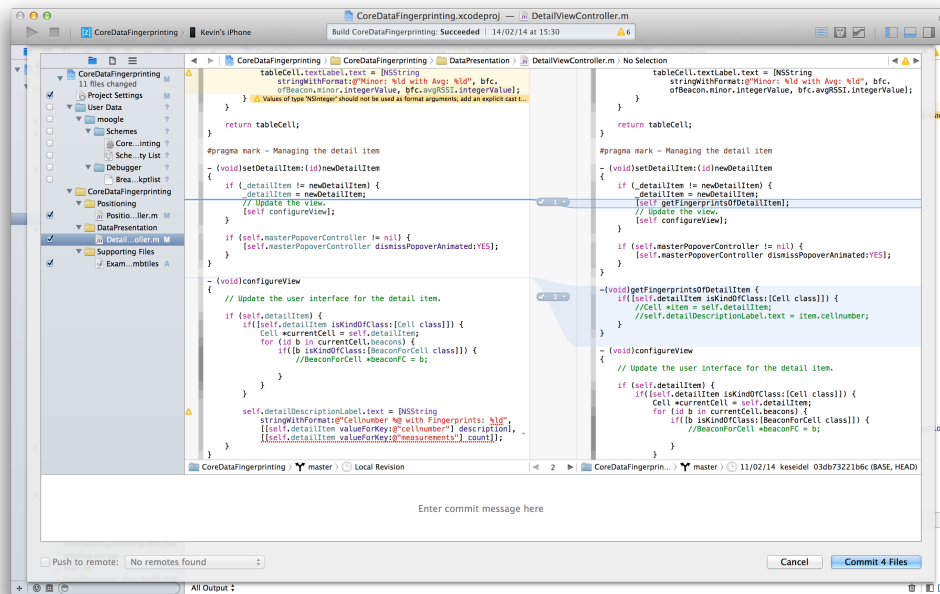 CoreDataFingerprinting.xcodeproj — DetailViewController.m
CoreDataFingerprinting
Kevin's iPhone
Build CoreDataFingerprinting: Succeeded | 14/02/14 at 15:30
6
CoreDataFingerprinting M
11 files changed
Project Settings M
User Data ?
moogle ?
Schemes ?
Core...inting ?
Sche...ty List ?
Debugger ?
Brea...kptlist ?
CoreDataFingerprinting
Positioning
Positio...ller.m M
DataPresentation
Detail...oller.m M
Supporting Files
Exam...mbtiles A
CoreDataFingerprinting CoreDataFingerprinting DataPresentation DetailViewController.m No Selection
tableCell.textLabel.text = [NSString
stringWithFormat:@"Minor: %ld with Avg: %ld", bfc.
ofBeacon.minor.integerValue, bfc.avgRSSI.integerValue];
} Values of type 'NSInteger' should not be used as format arguments; add an explicit cast t...
}
return tableCell;
}
#pragma mark - Managing the detail item
- (void)setDetailItem:(id)newDetailItem
{
if (_detailItem != newDetailItem) {
_detailItem = newDetailItem;
// Update the view.
[self configureView];
}
if (self.masterPopoverController != nil) {
[self.masterPopoverController dismissPopoverAnimated:YES];
}
}
- (void)configureView
{
// Update the user interface for the detail item.
if (self.detailItem) {
if([self.detailItem isKindOfClass:[Cell class]]) {
Cell *currentCell = self.detailItem;
for (id b in currentCell.beacons) {
if([b isKindOfClass:[BeaconForCell class]]) {
//BeaconForCell *beaconFC = b;
}
}
}
self.detailDescriptionLabel.text = [NSString
stringWithFormat:@"Cellnumber %@ with Fingerprints: %ld",
[[self.detailItem valueForKey:@"cellnumber"] description],
[[self.detailItem valueForKey:@"measurements"] count]];
}
}
1
2
tableCell.textLabel.text = [NSString
stringWithFormat:@"Minor: %ld with Avg: %ld", bfc.
ofBeacon.minor.integerValue, bfc.avgRSSI.integerValue];
}
}
return tableCell;
}
#pragma mark - Managing the detail item
- (void)setDetailItem:(id)newDetailItem
{
if (_detailItem != newDetailItem) {
_detailItem = newDetailItem;
[self getFingerprintsOfDetailItem];
// Update the view.
[self configureView];
}
if (self.masterPopoverController != nil) {
[self.masterPopoverController dismissPopoverAnimated:YES];
}
}
-(void)getFingerprintsOfDetailItem {
if([self.detailItem isKindOfClass:[Cell class]]) {
//Cell *item = self.detailItem;
//self.detailDescriptionLabel.text = item.cellnumber;
}
}
- (void)configureView
{
// Update the user interface for the detail item.
if (self.detailItem) {
if([self.detailItem isKindOfClass:[Cell class]]) {
Cell *currentCell = self.detailItem;
for (id b in currentCell.beacons) {
if([b isKindOfClass:[BeaconForCell class]]) {
//BeaconForCell *beaconFC = b;
}
}
CoreDataFingerprinting master Local Revision
2
CoreDataFingerprin... master 11/02/14 keseidel 03db73221b6c (BASE, HEAD)
Enter commit message here
Push to remote: No remotes found
Cancel
Commit 4 Files
All Output